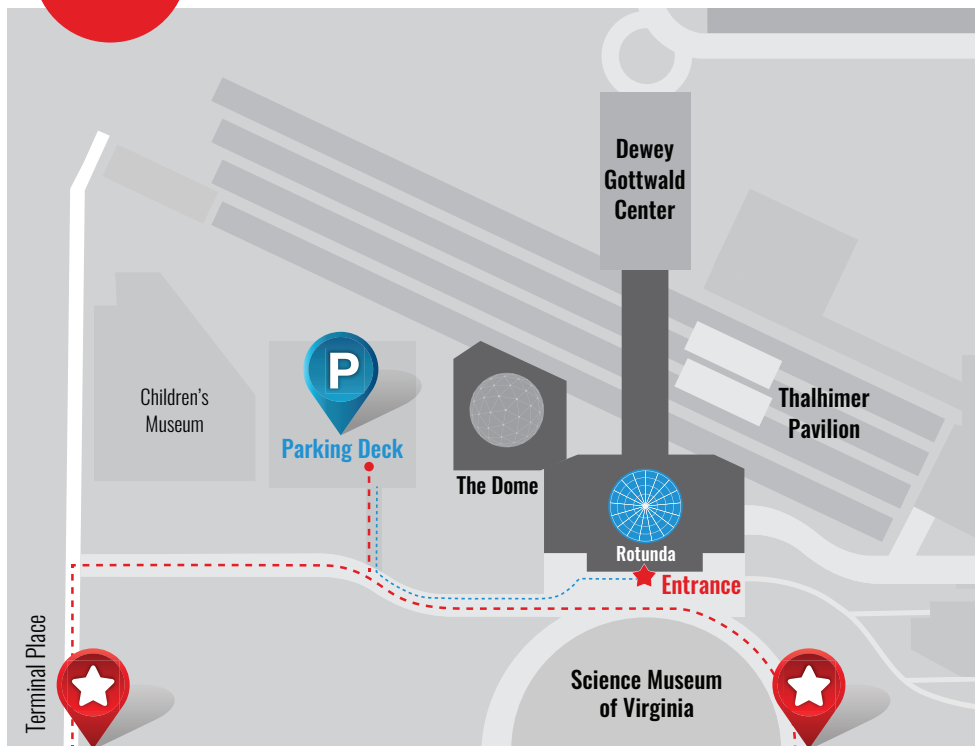 Dewey
Gottwald
Center
Children's
Museum
P
Parking Deck
The Dome
Thalhimer
Pavilion
Rotunda
Entrance
Terminal Place
Science Museum
of Virginia